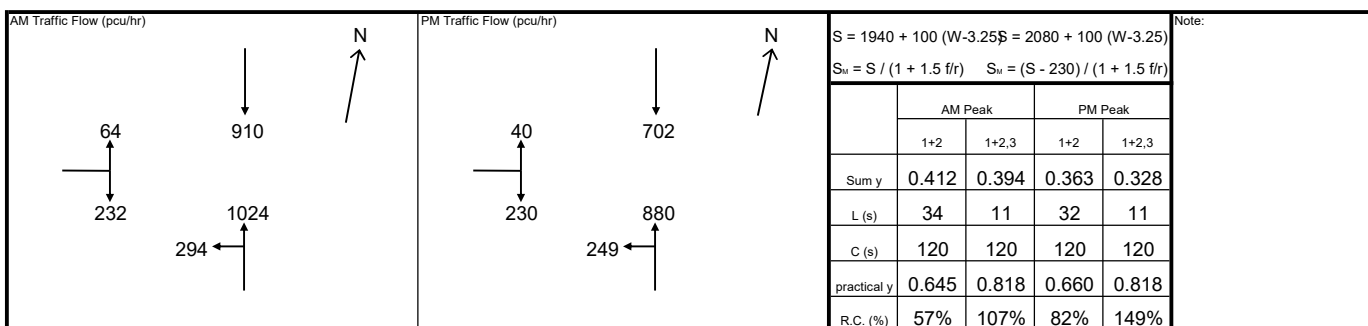 AM Traffic Flow (pcu/hr)
N
64 910
232 1024
294
PM Traffic Flow (pcu/hr)
N
40 702
230 880
249
S = 1940 + 100 (W-3.25) S = 2080 + 100 (W-3.25)
SM = S / (1 + 1.5 f/r) SM = (S - 230) / (1 + 1.5 f/r)
AM Peak PM Peak
1+2 1+2,3 1+2 1+2,3
Sum y 0.412 0.394 0.363 0.328
L (s) 34 11 32 11
C (s) 120 120 120 120
practical y 0.645 0.818 0.660 0.818
R.C. (%) 57% 107% 82% 149%
Note: